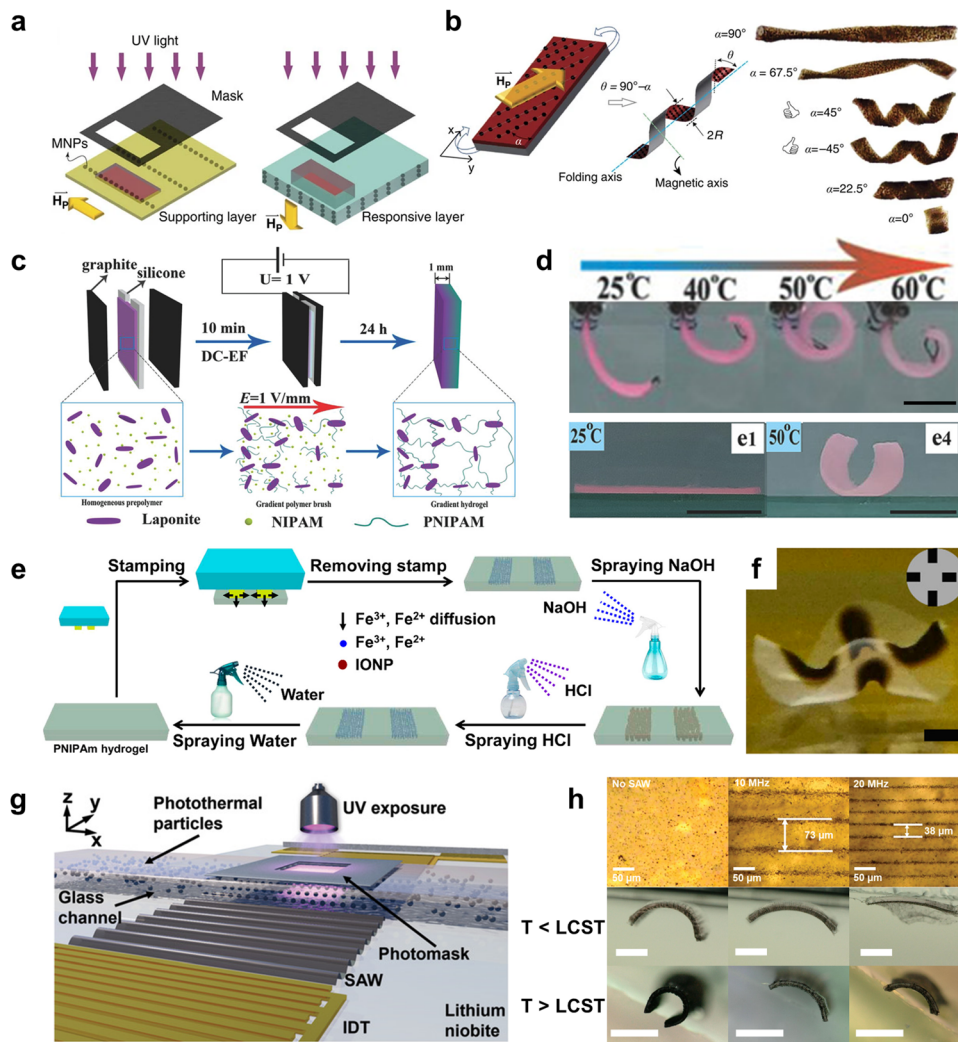 a
UV light
H̅P
Mask
MNPs
H̅P
Supporting layer
H̅P
Responsive layer
b
H̅P
θ = 90°−α
x
y
α
θ
2R
Folding axis
Magnetic axis
α=90°
α = 67.5°
α=45°
α=−45°
α=22.5°
α=0°
c
graphite
silicone
U= 1 V
1 mm
10 min
DC-EF
24 h
E=1 V/mm
Homogeneous prepolymer
Gradient polymer brush
Gradient hydrogel
Laponite
NIPAM
PNIPAM
d
25°C 40°C 50°C 60°C
25°C
e1
50°C
e4
e
Stamping
Removing stamp
Spraying NaOH
NaOH
Fe3+, Fe2+ diffusion
Fe3+, Fe2+
IONP
Water
HCl
PNIPAm hydrogel
Spraying Water
Spraying HCl
f
g
z
y
x
Photothermal
particles
UV exposure
Glass
channel
Photomask
SAW
IDT
Lithium
niobite
h
No SAW
10 MHz
20 MHz
73 μm
38 μm
50 μm
50 μm
50 μm
T < LCST
T > LCST